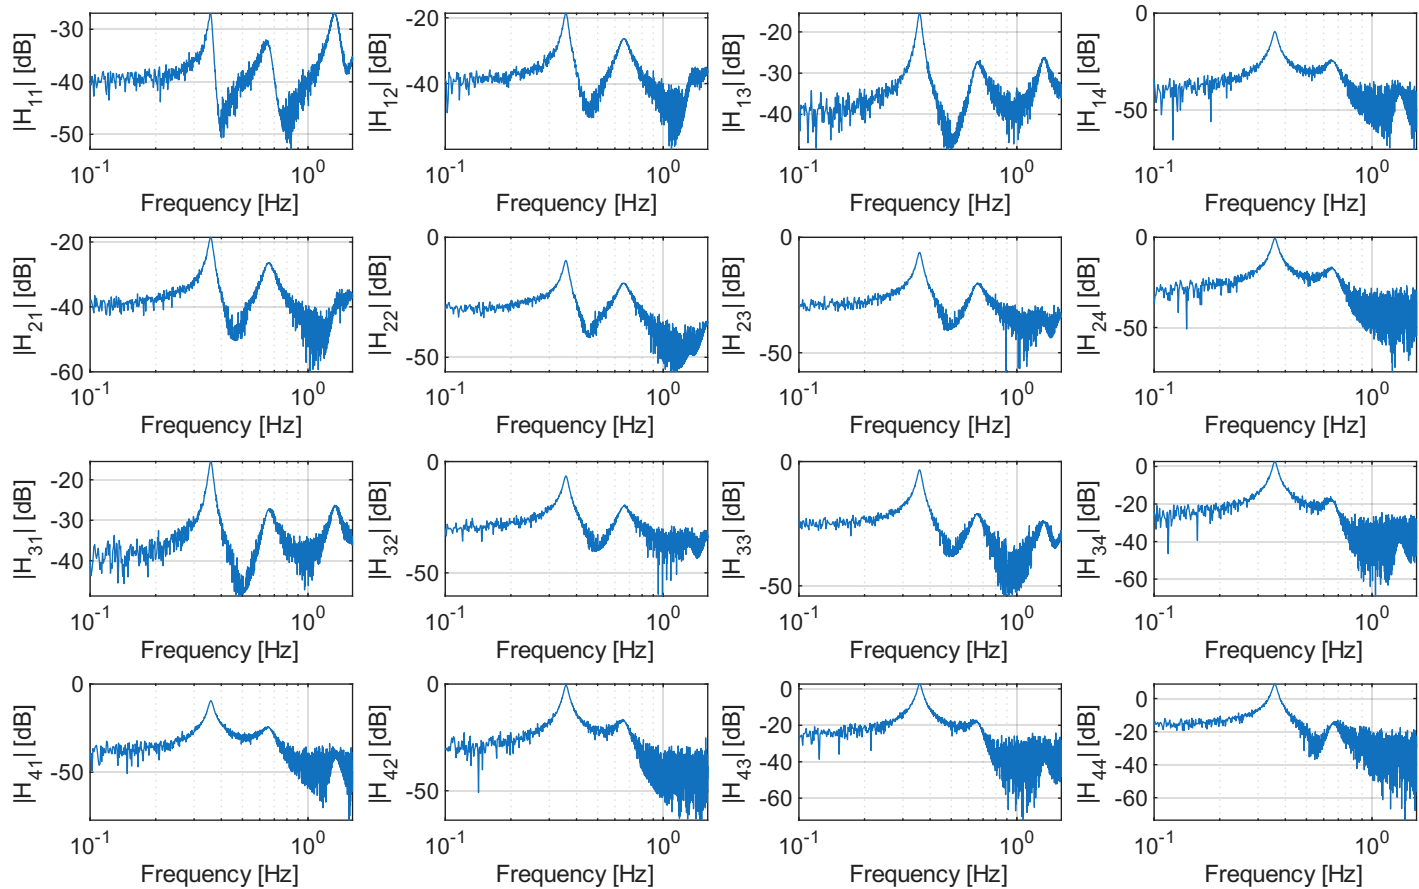 -30
-40
-50
|H11| [dB]
10^-1
10^0
Frequency [Hz]
-20
-40
|H12| [dB]
10^-1
10^0
Frequency [Hz]
-20
-30
-40
|H13| [dB]
10^-1
10^0
Frequency [Hz]
0
-50
|H14| [dB]
10^-1
10^0
Frequency [Hz]
-20
-40
-60
|H21| [dB]
10^-1
10^0
Frequency [Hz]
0
-50
|H22| [dB]
10^-1
10^0
Frequency [Hz]
0
-50
|H23| [dB]
10^-1
10^0
Frequency [Hz]
0
-50
|H24| [dB]
10^-1
10^0
Frequency [Hz]
-20
-30
-40
|H31| [dB]
10^-1
10^0
Frequency [Hz]
0
-50
|H32| [dB]
10^-1
10^0
Frequency [Hz]
0
-50
|H33| [dB]
10^-1
10^0
Frequency [Hz]
0
-20
-40
-60
|H34| [dB]
10^-1
10^0
Frequency [Hz]
0
-50
|H41| [dB]
10^-1
10^0
Frequency [Hz]
0
-50
|H42| [dB]
10^-1
10^0
Frequency [Hz]
0
-20
-40
-60
|H43| [dB]
10^-1
10^0
Frequency [Hz]
0
-20
-40
-60
|H44| [dB]
10^-1
10^0
Frequency [Hz]